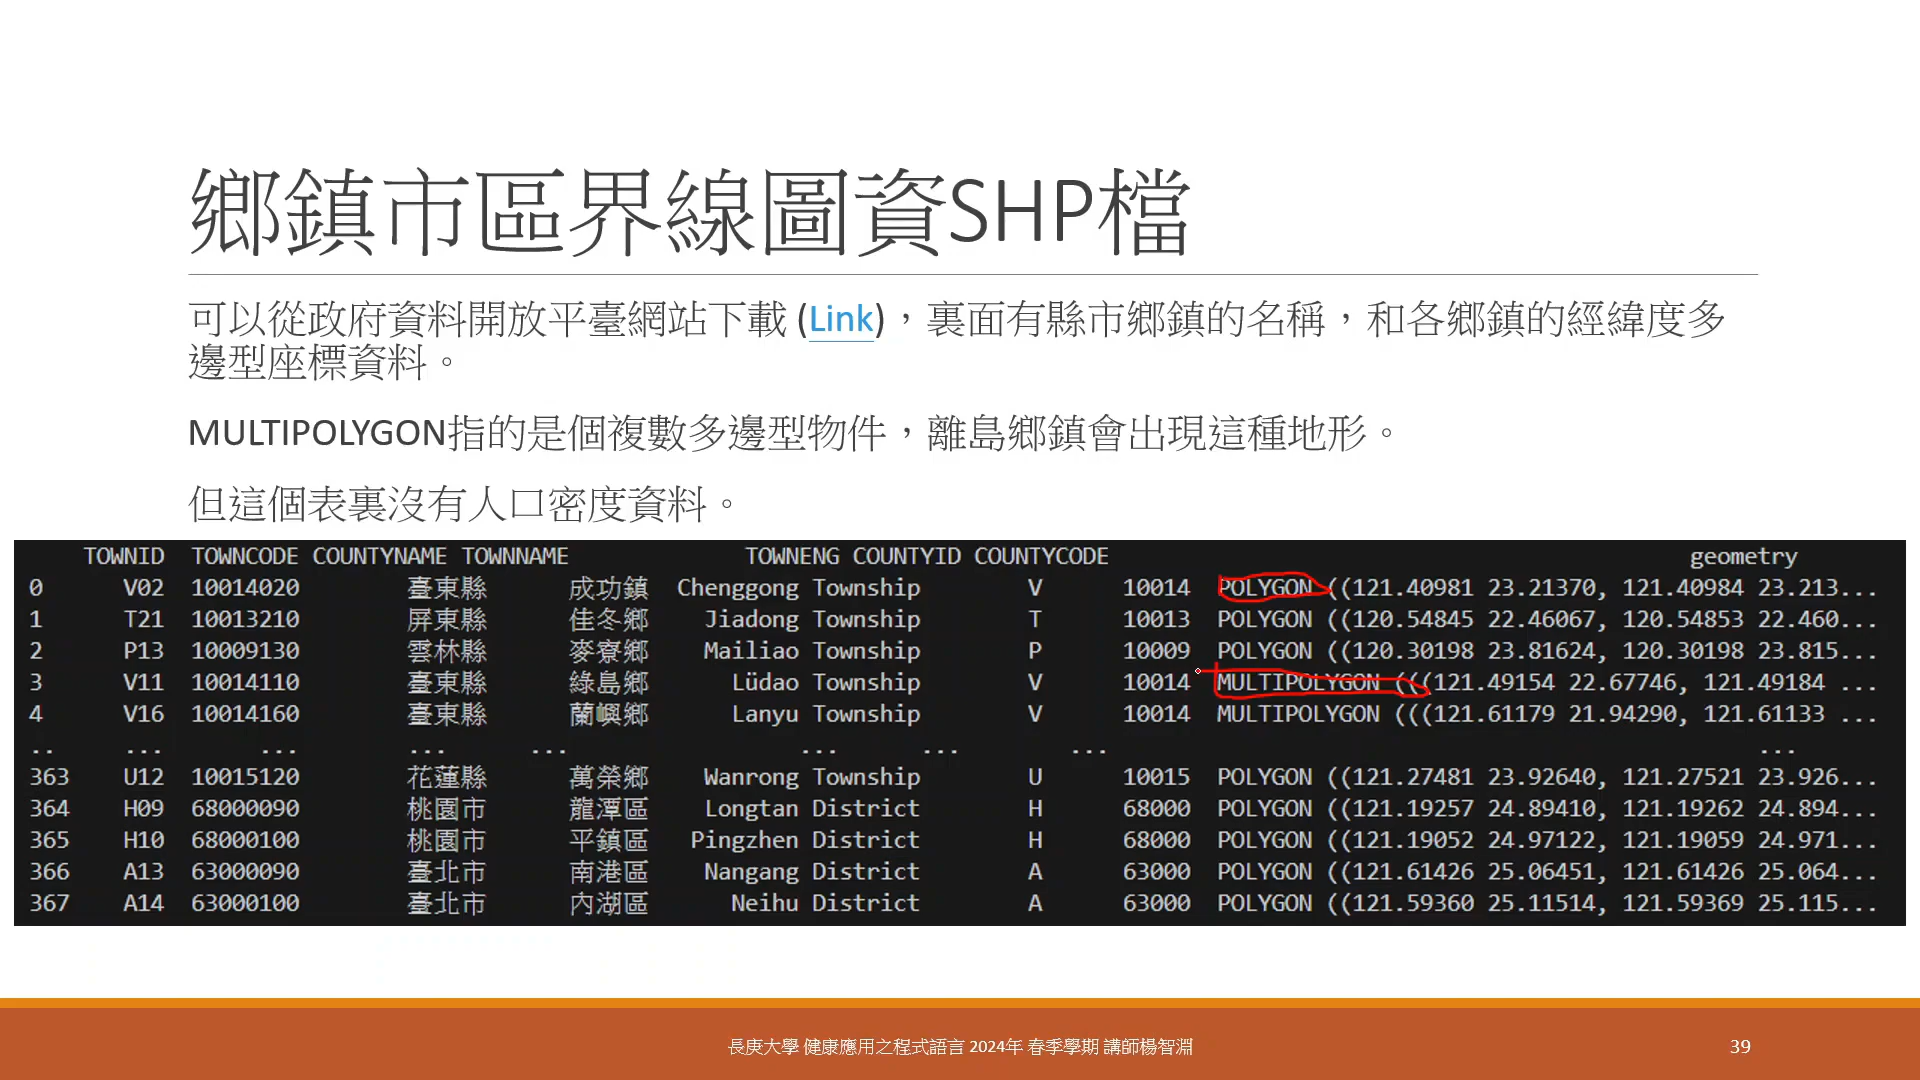 鄉鎮市區界線圖資SHP檔
可以從政府資料開放平臺網站下載 (Link)，裏面有縣市鄉鎮的名稱，和各鄉鎮的經緯度多
邊型座標資料。
MULTIPOLYGON指的是個複數多邊型物件，離島鄉鎮會出現這種地形。
但這個表裏沒有人口密度資料。
TOWNID TOWNCODE COUNTYNAME TOWNNAME TOWNENG COUNTYID COUNTYCODE geometry
0 V02 10014020 臺東縣 成功鎮 Chenggong Township V 10014 POLYGON ((121.40981 23.21370, 121.40984 23.213...
1 T21 10013210 屏東縣 佳冬鄉 Jiadong Township T 10013 POLYGON ((120.54845 22.46067, 120.54853 22.460...
2 P13 10009130 雲林縣 麥寮鄉 Mailiao Township P 10009 POLYGON ((120.30198 23.81624, 120.30198 23.815...
3 V11 10014110 臺東縣 綠島鄉 Lüdao Township V 10014 MULTIPOLYGON (((121.49154 22.67746, 121.49184 ...
4 V16 10014160 臺東縣 蘭嶼鄉 Lanyu Township V 10014 MULTIPOLYGON (((121.61179 21.94290, 121.61133 ...
.. ... ... ... ... ... ... ... ...
363 U12 10015120 花蓮縣 萬榮鄉 Wanrong Township U 10015 POLYGON ((121.27481 23.92640, 121.27521 23.926...
364 H09 68000090 桃園市 龍潭區 Longtan District H 68000 POLYGON ((121.19257 24.89410, 121.19262 24.894...
365 H10 68000100 桃園市 平鎮區 Pingzhen District H 68000 POLYGON ((121.19052 24.97122, 121.19059 24.971...
366 A13 63000090 臺北市 南港區 Nangang District A 63000 POLYGON ((121.61426 25.06451, 121.61426 25.064...
367 A14 63000100 臺北市 內湖區 Neihu District A 63000 POLYGON ((121.59360 25.11514, 121.59369 25.115...
長庚大學 健康應用之程式語言 2024年 春季學期 講師楊智淵
39